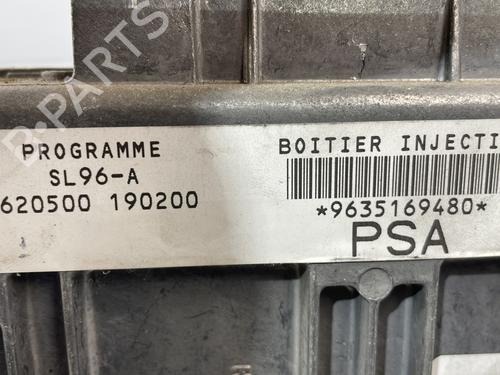 PROGRAMME
SL96-A
620500 190200
BOITIER INJECTI
*9635169480*
PSA
B-PARTS